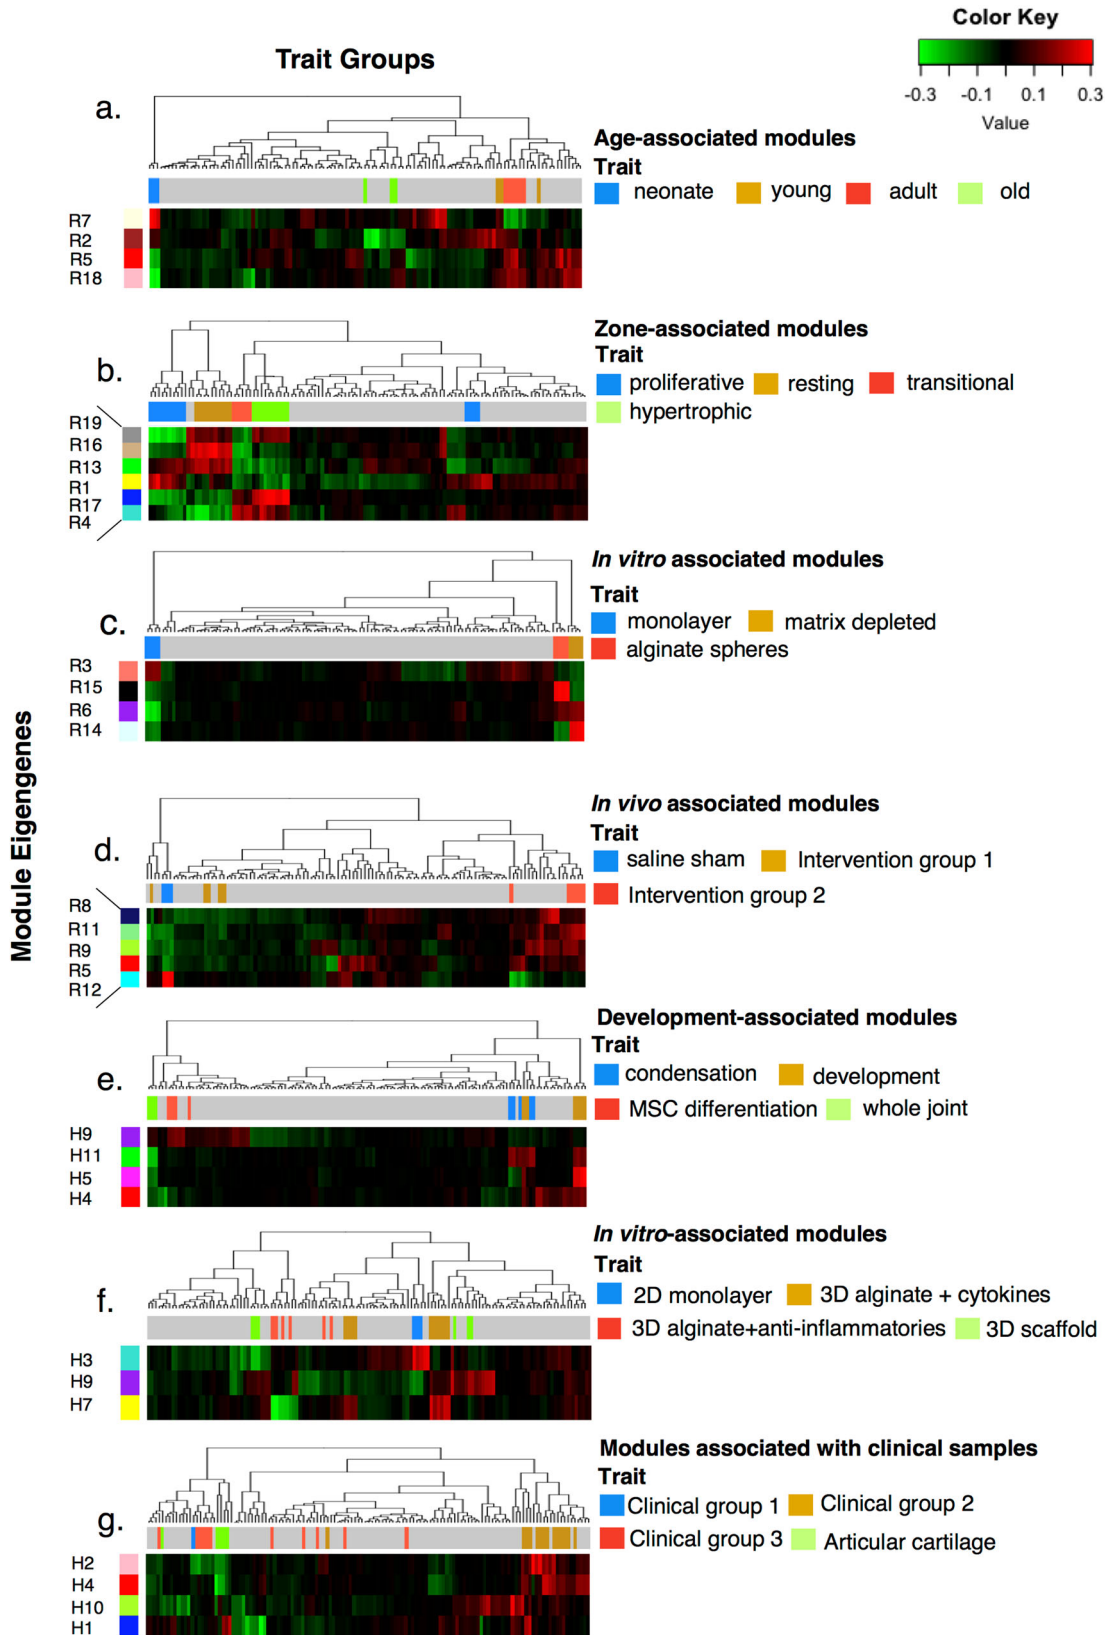 Color Key
-0.3 -0.1 0.1 0.3
Value
Trait Groups
Module Eigengenes
a.
Age-associated modules
Trait
neonate young adult old
R7
R2
R5
R18
b.
Zone-associated modules
Trait
proliferative resting transitional
hypertrophic
R19
R16
R13
R1
R17
R4
c.
In vitro associated modules
Trait
monolayer matrix depleted
alginate spheres
R3
R15
R6
R14
d.
In vivo associated modules
Trait
saline sham Intervention group 1
Intervention group 2
R8
R11
R9
R5
R12
e.
Development-associated modules
Trait
condensation development
MSC differentiation whole joint
H9
H11
H5
H4
f.
In vitro-associated modules
Trait
2D monolayer 3D alginate + cytokines
3D alginate+anti-inflammatories 3D scaffold
H3
H9
H7
g.
Modules associated with clinical samples
Trait
Clinical group 1 Clinical group 2
Clinical group 3 Articular cartilage
H2
H4
H10
H1